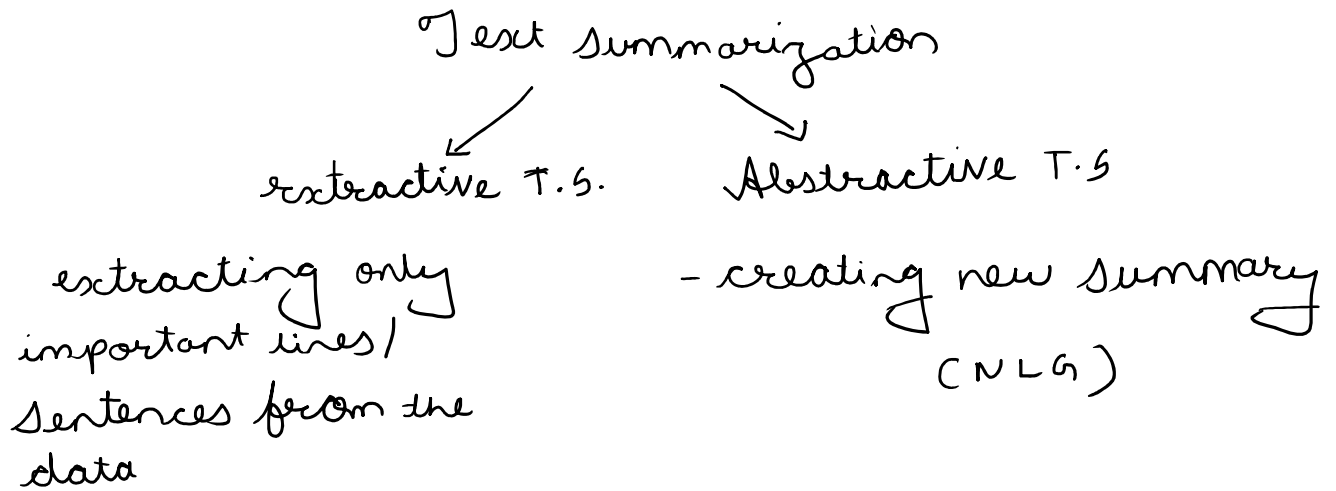 Text summarization
extractive T.S.
Abstractive T.S
extracting only
important lines/
sentences from the
data
- creating new summary
(NLG)